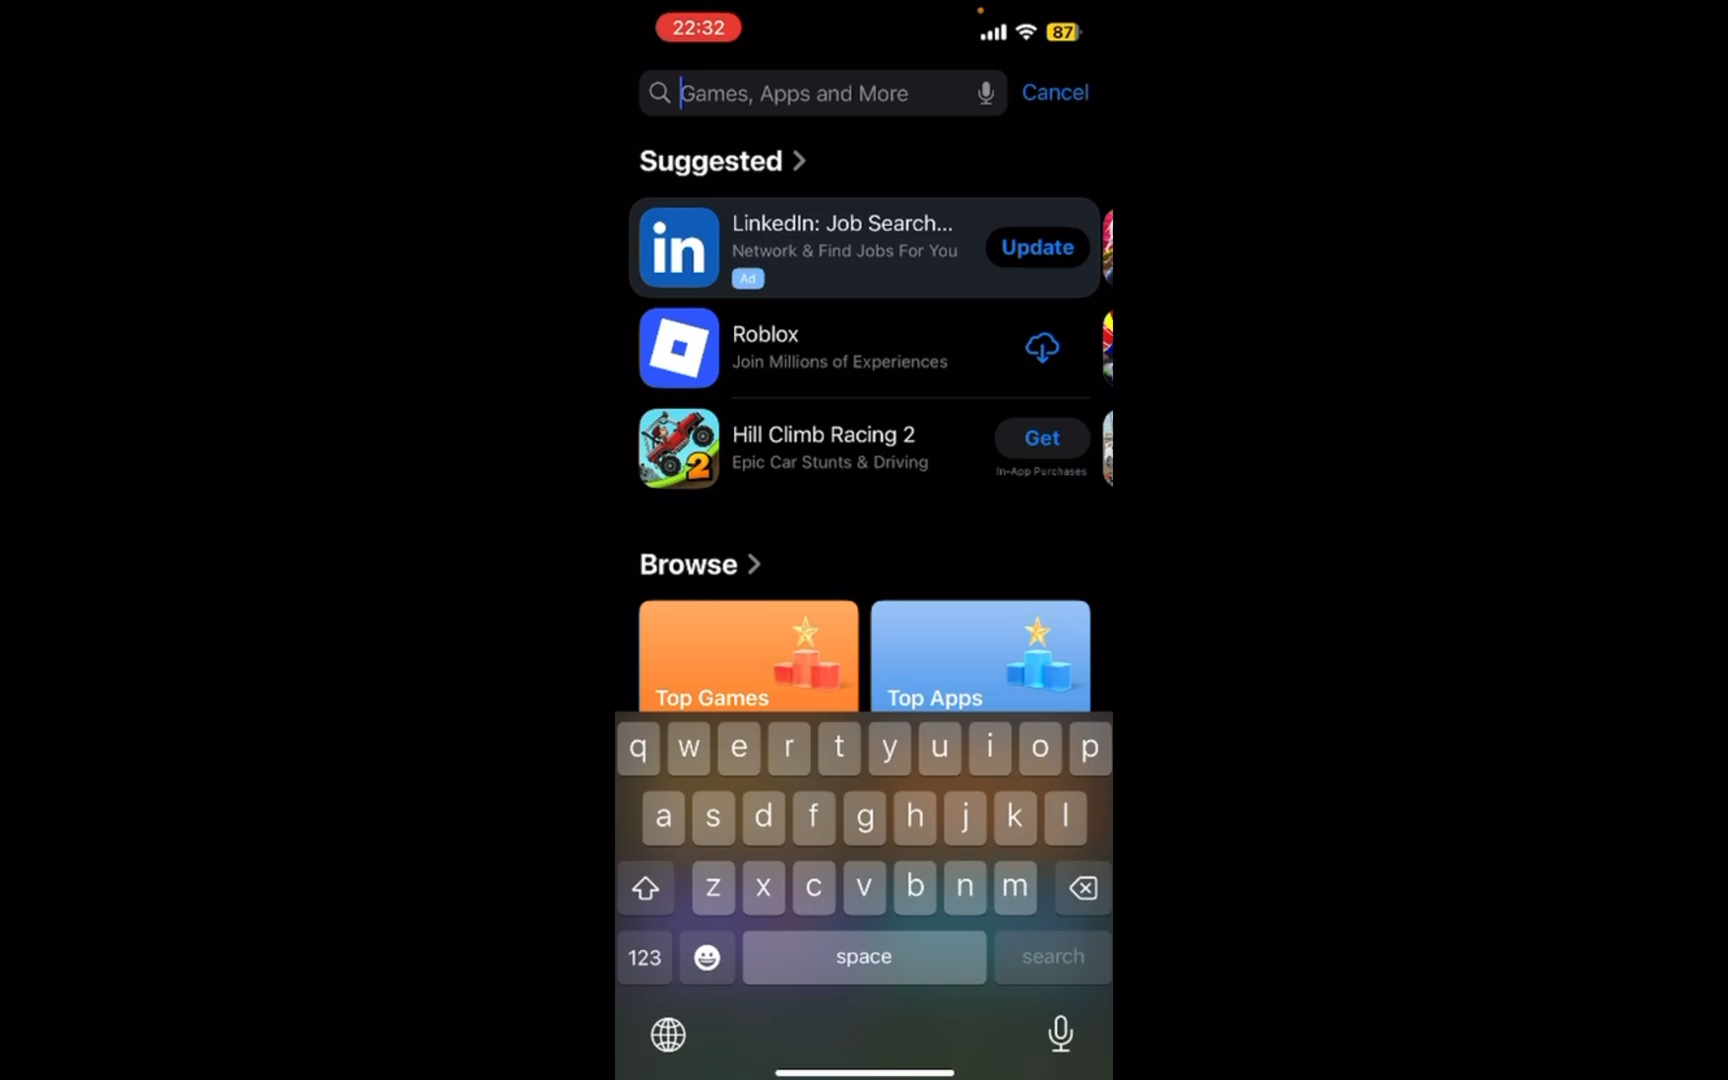 22:32
87
Games, Apps and More
Cancel
Suggested
in
LinkedIn: Job Search...
Network & Find Jobs For You
Update
Ad
Roblox
Join Millions of Experiences
2
Hill Climb Racing 2
Epic Car Stunts & Driving
Get
In-App Purchases
Browse
Top Games
Top Apps
q w e r t y u i o p
a s d f g h j k l
z x c v b n m
123
space
search